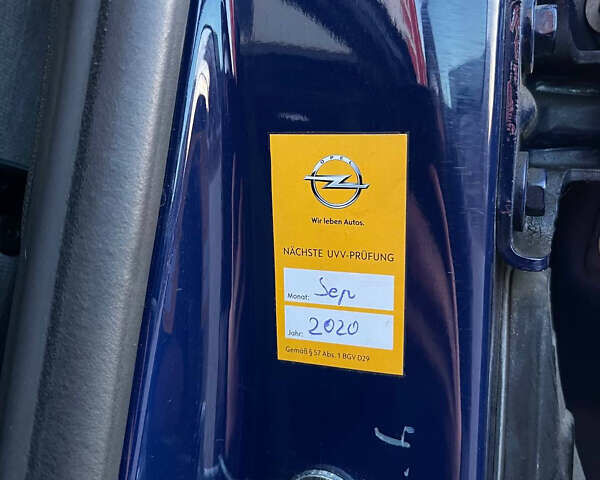 OPEL
Wir leben Autos.
NÄCHSTE UVV-PRÜFUNG
Monat: Sep
Jahr: 2020
Gemäß § 57 Abs. 1 BGV D29